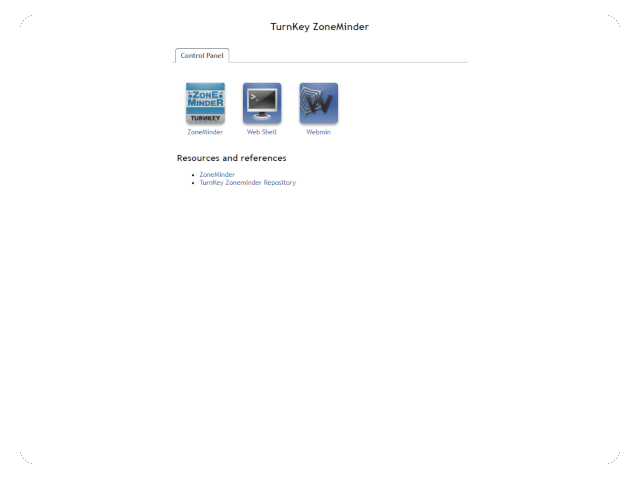 TurnKey ZoneMinder
Control Panel
ZONE
MINDER
TURNKEY
>_
W
ZoneMinder
Web Shell
Webmin
Resources and references
ZoneMinder
TurnKey Zoneminder Repository